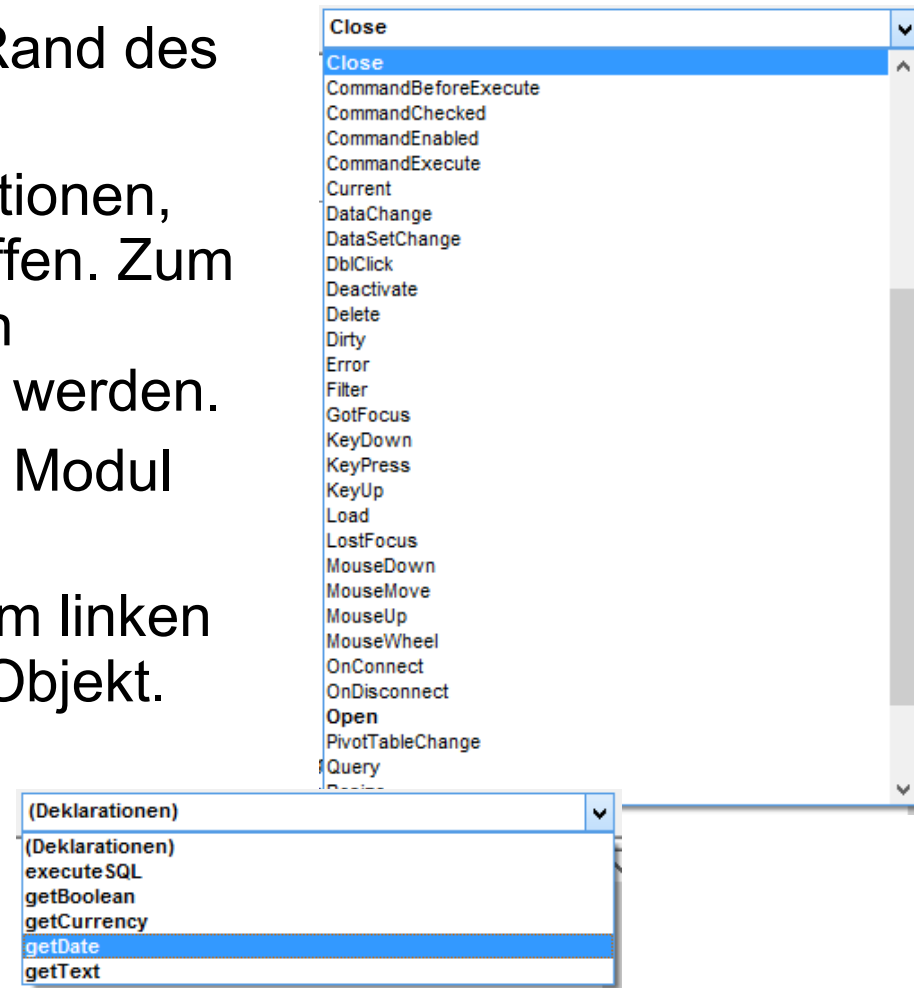 Rand des
tionen,
ffen. Zum
n
werden.
Modul
m linken
Objekt.
Close
Close
CommandBeforeExecute
CommandChecked
CommandEnabled
CommandExecute
Current
DataChange
DataSetChange
DblClick
Deactivate
Delete
Dirty
Error
Filter
GotFocus
KeyDown
KeyPress
KeyUp
Load
LostFocus
MouseDown
MouseMove
MouseUp
MouseWheel
OnConnect
OnDisconnect
Open
PivotTableChange
Query
(Deklarationen)
(Deklarationen)
executeSQL
getBoolean
getCurrency
getDate
getText